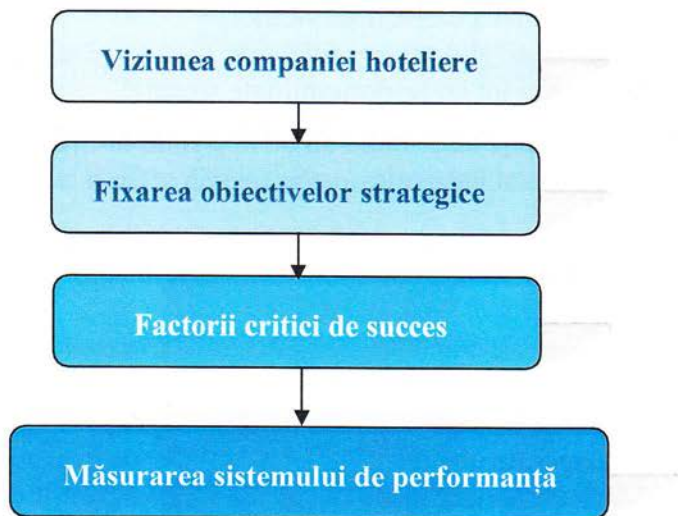 Viziunea companiei hoteliere
Fixarea obiectivelor strategice
Factorii critici de succes
Măsurarea sistemului de performanță